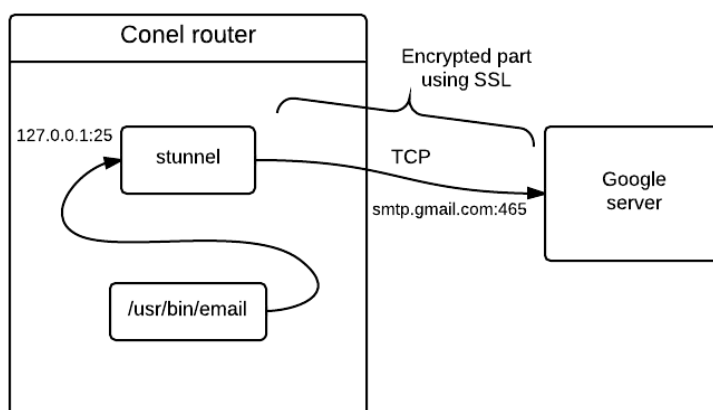 Conel router
Encrypted part
using SSL
127.0.0.1:25
stunnel
TCP
Google
server
smtp.gmail.com:465
/usr/bin/email